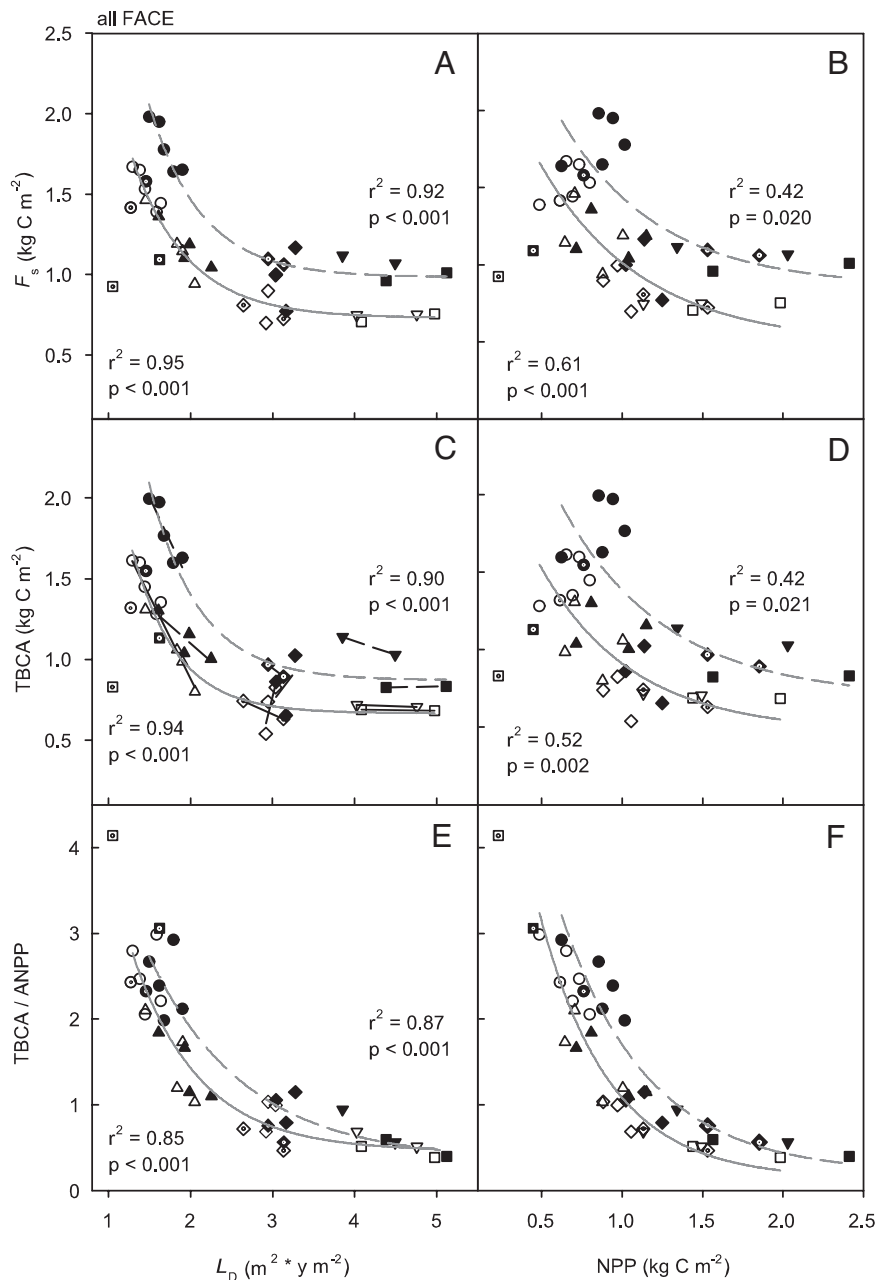 all FACE
A
B
2.5
2.0
1.5
1.0
0.5
F_s (kg C m⁻²)
r² = 0.92
p < 0.001
r² = 0.95
p < 0.001
r² = 0.42
p = 0.020
r² = 0.61
p < 0.001
C
D
2.0
1.5
1.0
0.5
TBCA (kg C m⁻²)
r² = 0.90
p < 0.001
r² = 0.94
p < 0.001
r² = 0.42
p = 0.021
r² = 0.52
p = 0.002
E
F
4
3
2
1
0
TBCA / ANPP
r² = 0.87
p < 0.001
r² = 0.85
p < 0.001
1 2 3 4 5
0.5 1.0 1.5 2.0 2.5
L_D (m² * y m⁻²)
NPP (kg C m⁻²)